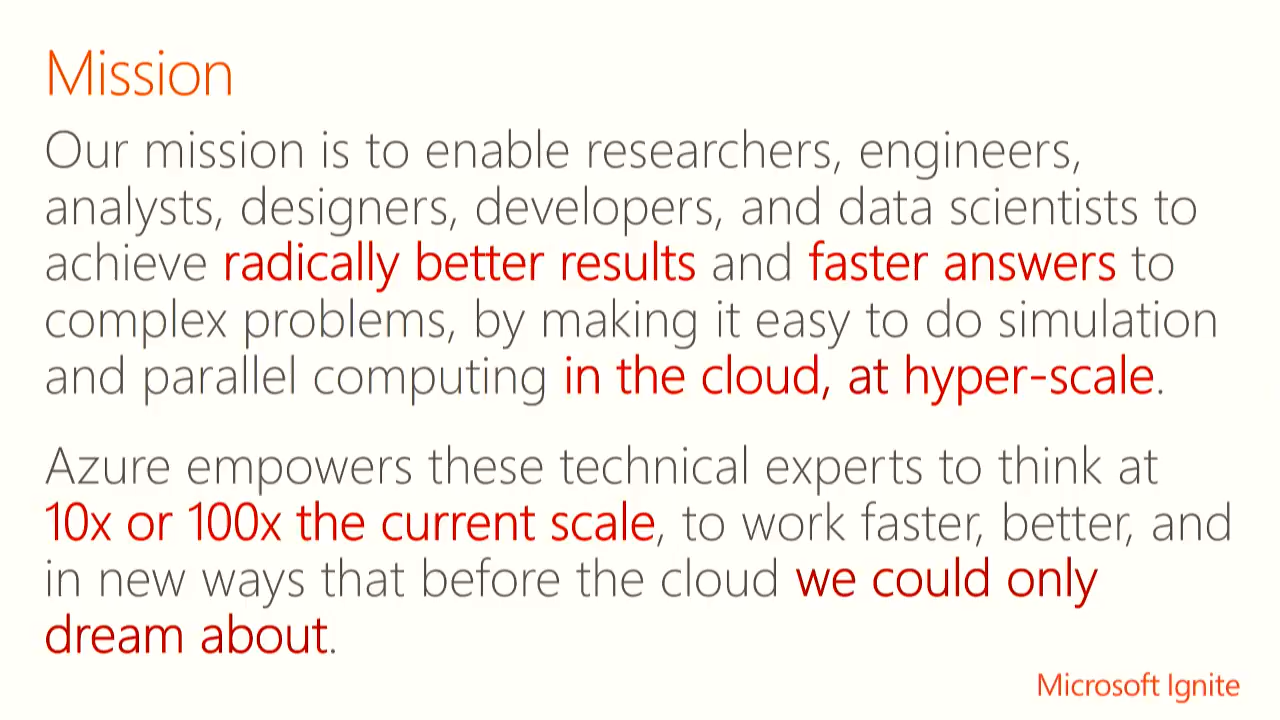 Mission
Our mission is to enable researchers, engineers,
analysts, designers, developers, and data scientists to
achieve radically better results and faster answers to
complex problems, by making it easy to do simulation
and parallel computing in the cloud, at hyper-scale.
Azure empowers these technical experts to think at
10x or 100x the current scale, to work faster, better, and
in new ways that before the cloud we could only
dream about.
Microsoft Ignite